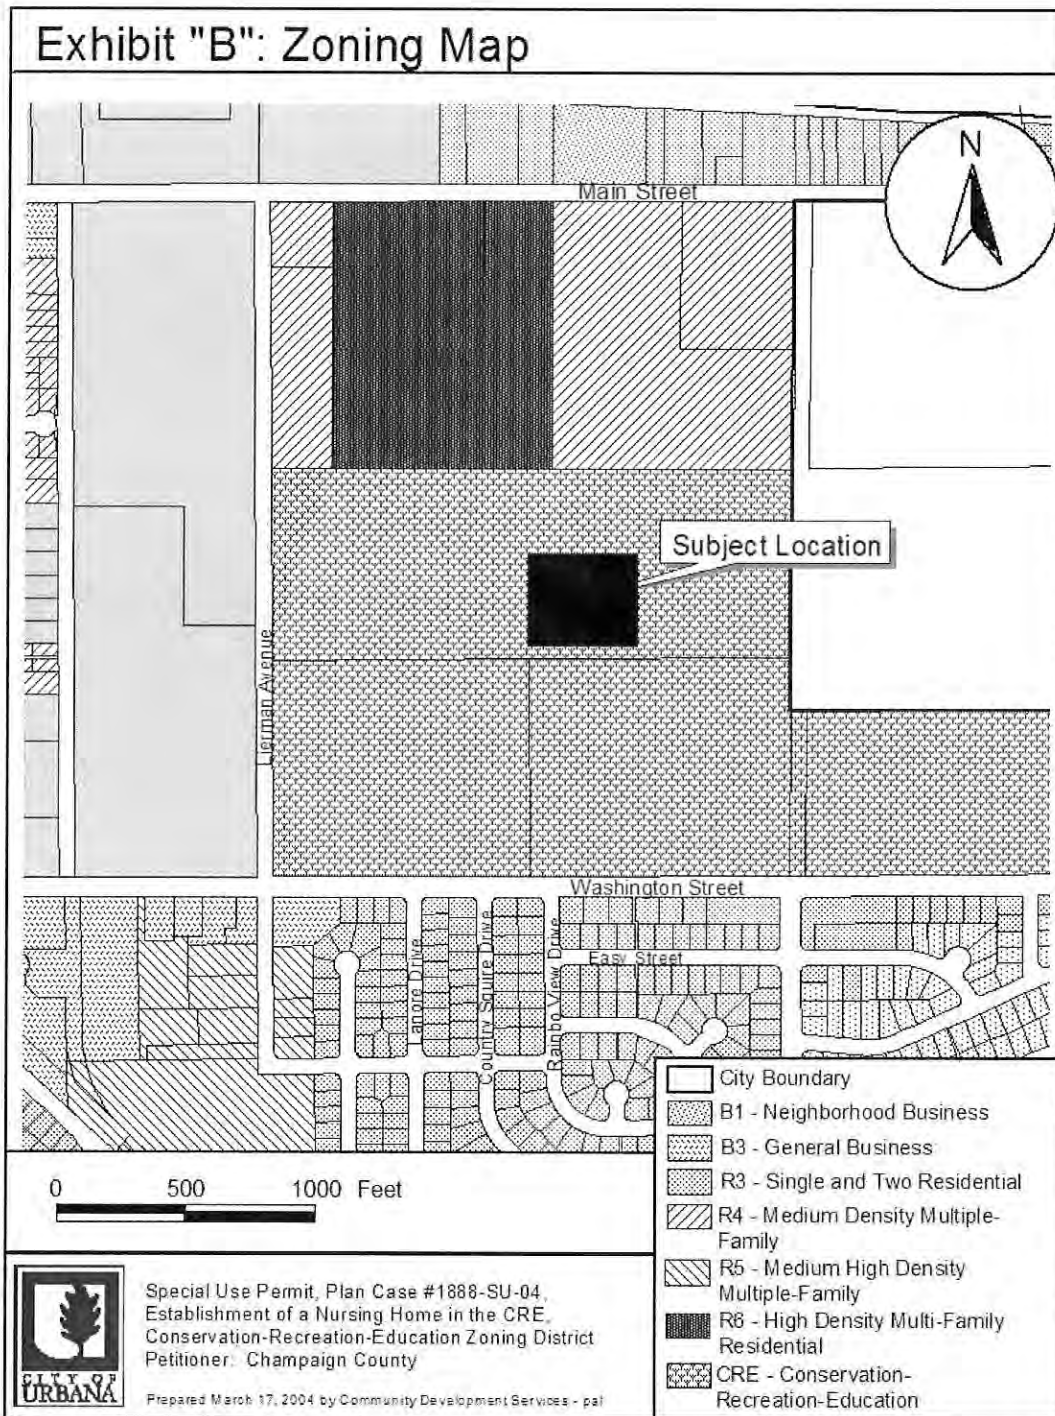 Exhibit "B": Zoning Map
N
Main Street
Subject Location
Lierman Avenue
Washington Street
Lanore Drive
Country Squire Drive
Rainbo View Drive
Easy Street
City Boundary
B1 - Neighborhood Business
B3 - General Business
R3 - Single and Two Residential
R4 - Medium Density Multiple-
Family
R5 - Medium High Density
Multiple-Family
R6 - High Density Multi-Family
Residential
CRE - Conservation-
Recreation-Education
0 500 1000 Feet
CITY OF
URBANA
Special Use Permit, Plan Case #1888-SU-04,
Establishment of a Nursing Home in the CRE,
Conservation-Recreation-Education Zoning District
Petitioner: Champaign County
Prepared March 17, 2004 by Community Development Services - pal